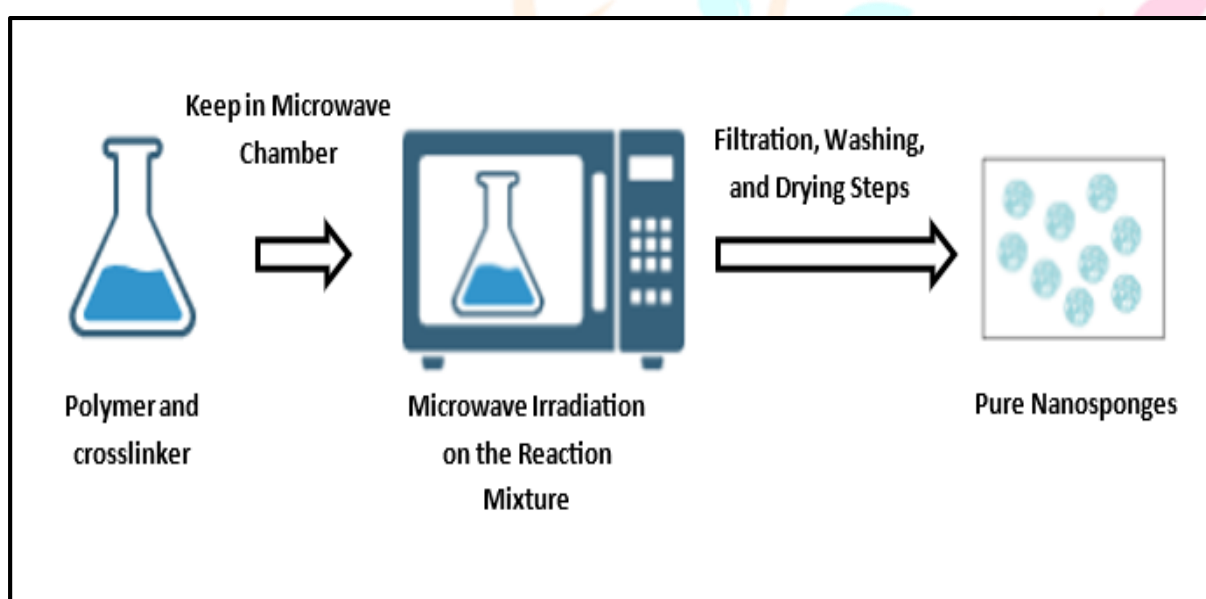 Keep in Microwave
Chamber
Filtration, Washing,
and Drying Steps
Polymer and
crosslinker
Microwave Irradiation
on the Reaction
Mixture
Pure Nanosponges